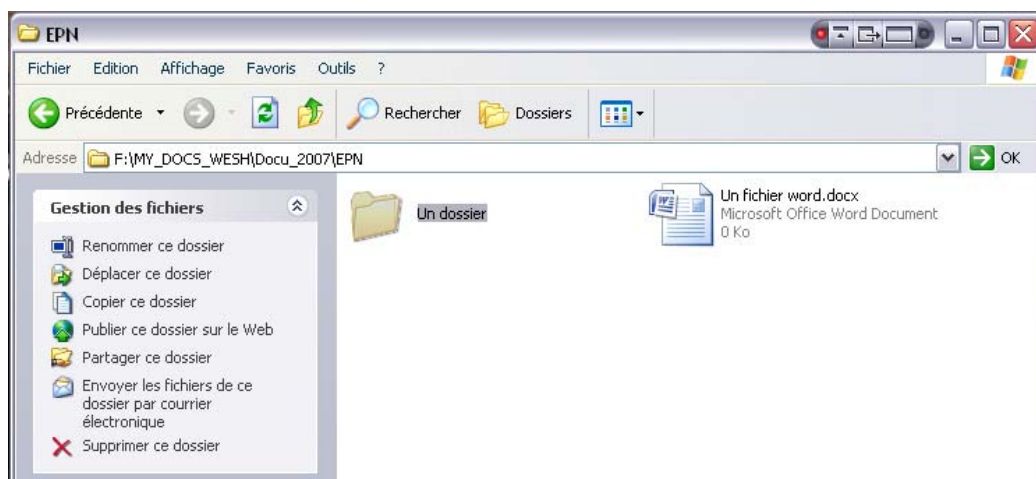 EPN
Fichier Edition Affichage Favoris Outils ?
Précédente Rechercher Dossiers
Adresse F:\MY_DOCS_WESH\Docu_2007\EPN OK
Gestion des fichiers
Renommer ce dossier
Déplacer ce dossier
Copier ce dossier
Publier ce dossier sur le Web
Partager ce dossier
Envoyer les fichiers de ce
dossier par courrier
électronique
Supprimer ce dossier
Un dossier
Un fichier word.docx
Microsoft Office Word Document
0 Ko